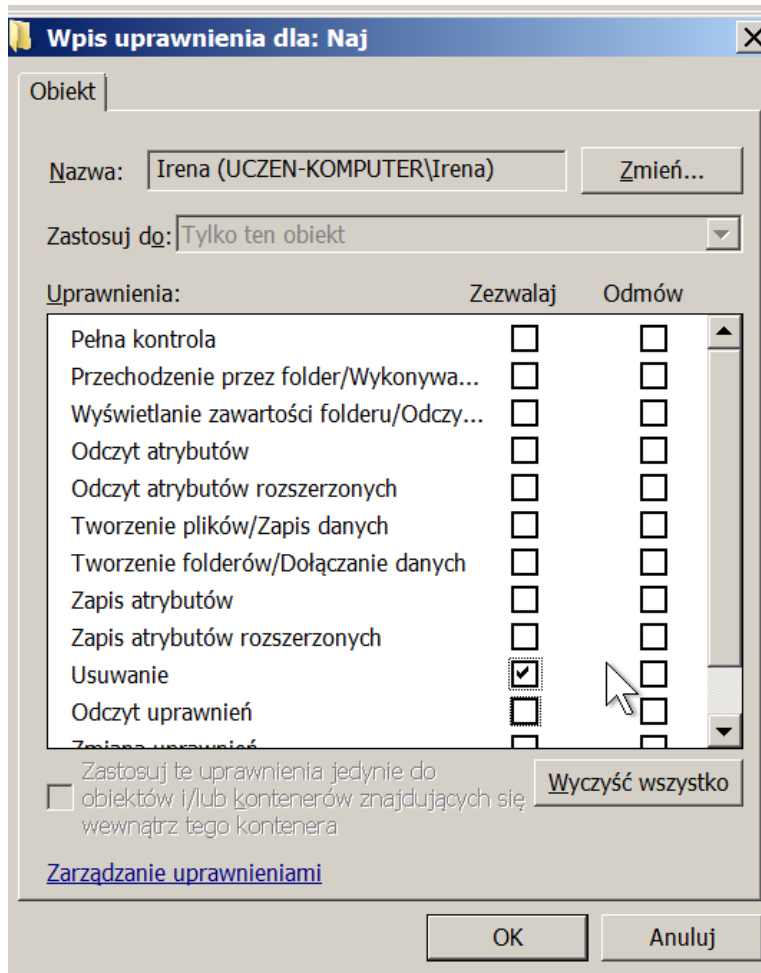 Wpis uprawnienia dla: Naj
Obiekt
Nazwa: Irena (UCZEN-KOMPUTER\Irena) Zmień...
Zastosuj do: Tylko ten obiekt
Uprawnienia: Zezwalaj Odmów
Pełna kontrola
Przechodzenie przez folder/Wykonywa...
Wyświetlanie zawartości folderu/Odczy...
Odczyt atrybutów
Odczyt atrybutów rozszerzonych
Tworzenie plików/Zapis danych
Tworzenie folderów/Dołączanie danych
Zapis atrybutów
Zapis atrybutów rozszerzonych
Usuwanie
Odczyt uprawnień
Zmiana uprawnień
Zastosuj te uprawnienia jedynie do
obiektów i/lub kontenerów znajdujących się
wewnątrz tego kontenera
Wyczyść wszystko
Zarządzanie uprawnieniami
OK Anuluj